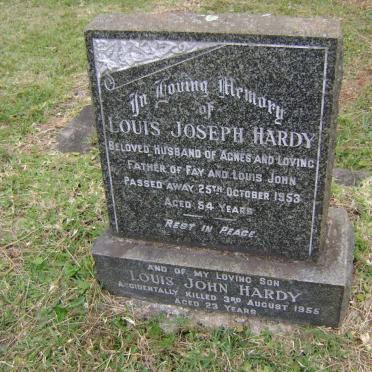 In Loving Memory
of
LOUIS JOSEPH HARDY
BELOVED HUSBAND OF AGNES AND LOVING
FATHER OF FAY AND LOUIS JOHN
PASSED AWAY 25TH OCTOBER 1953
AGED 54 YEARS
REST IN PEACE.
AND OF MY LOVING SON
LOUIS JOHN HARDY
ACCIDENTALLY KILLED 3RD AUGUST 1955
AGED 23 YEARS